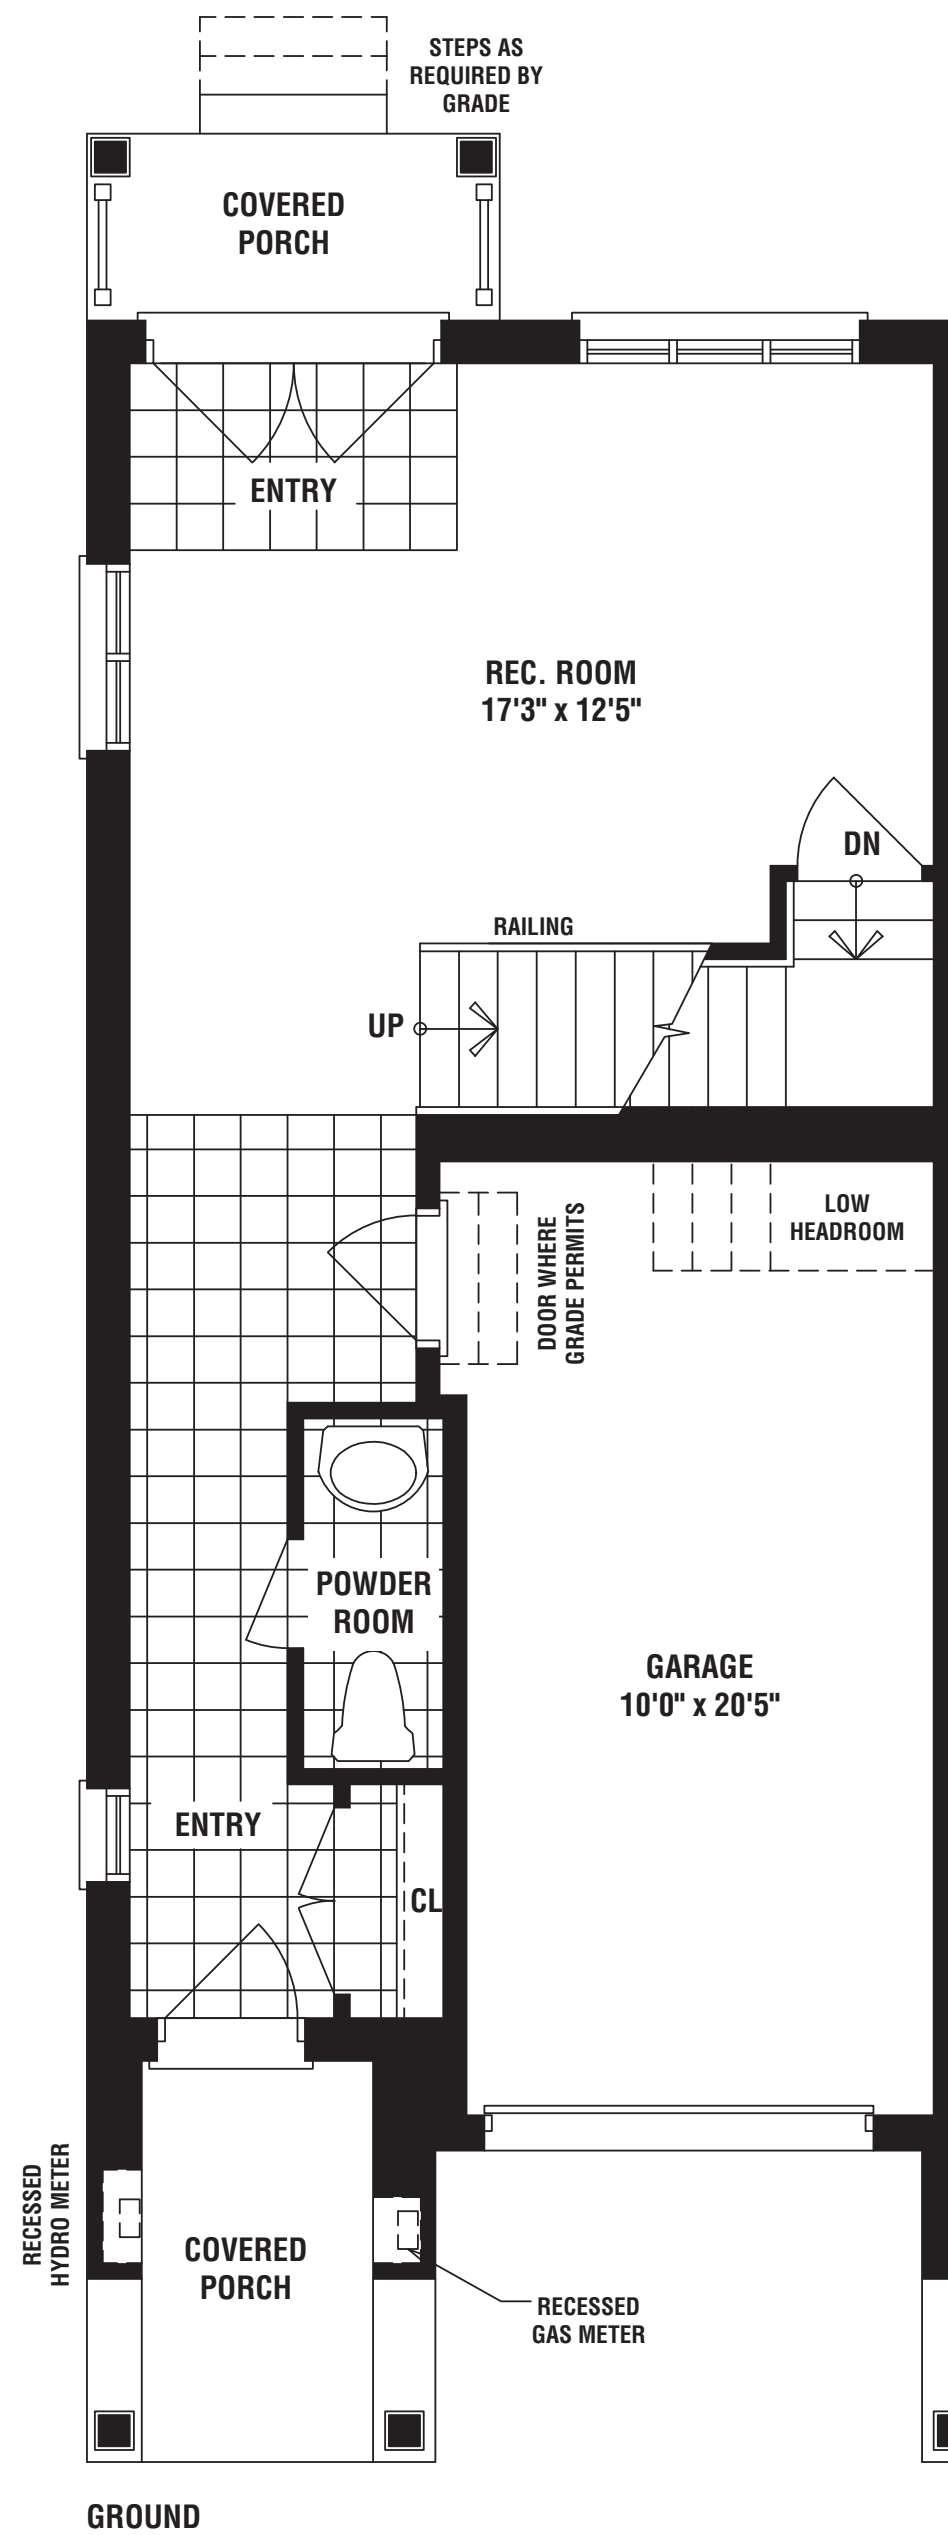 STEPS AS
REQUIRED BY
GRADE
COVERED
PORCH
ENTRY
REC. ROOM
17'3" x 12'5"
DN
RAILING
UP
LOW
HEADROOM
DOOR WHERE
GRADE PERMITS
POWDER
ROOM
GARAGE
10'0" x 20'5"
ENTRY
CL
RECESSED
HYDRO METER
COVERED
PORCH
RECESSED
GAS METER
GROUND